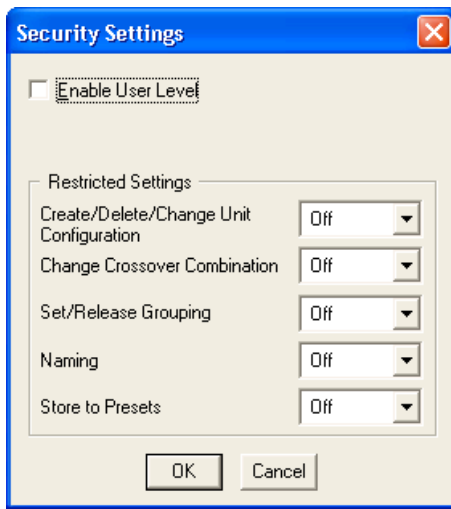 Security Settings
Enable User Level
Restricted Settings
Create/Delete/Change Unit
Configuration
Off
Change Crossover Combination
Off
Set/Release Grouping
Off
Naming
Off
Store to Presets
Off
OK
Cancel